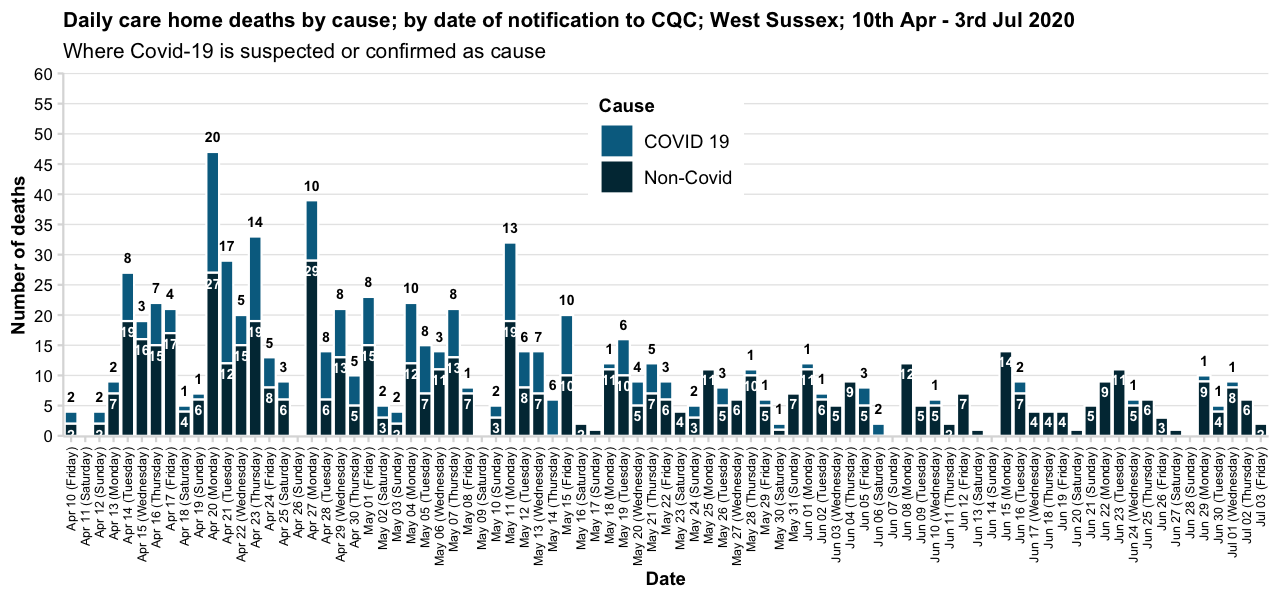 Daily care home deaths by cause; by date of notification to CQC; West Sussex; 10th Apr - 3rd Jul 2020
Where Covid-19 is suspected or confirmed as cause
Number of deaths
60
55
50
45
40
35
30
25
20
15
10
5
0
Cause
COVID 19
Non-Covid
2 2 2 8 3 7 4 1 1 20 17 5 14 5 3 10 8 8 5 8 2 2 10 8 3 8 1 2 13 6 7 6 10 1 6 4 5 3 2 3 1 1 1 1 1 3 2 1 2 1 1 1 1
2 2 7 19 16 15 17 4 6 27 12 15 19 8 6 29 6 13 5 15 3 2 12 7 11 13 7 3 19 8 7 10 2 11 10 5 7 6 4 3 11 5 6 10 5 1 7 11 6 5 9 5 12 5 5 2 7 14 7 4 4 4 5 9 11 5 6 3 9 4 8 6 2
Apr 10 (Friday)
Apr 11 (Saturday)
Apr 12 (Sunday)
Apr 13 (Monday)
Apr 14 (Tuesday)
Apr 15 (Wednesday)
Apr 16 (Thursday)
Apr 17 (Friday)
Apr 18 (Saturday)
Apr 19 (Sunday)
Apr 20 (Monday)
Apr 21 (Tuesday)
Apr 22 (Wednesday)
Apr 23 (Thursday)
Apr 24 (Friday)
Apr 25 (Saturday)
Apr 26 (Sunday)
Apr 27 (Monday)
Apr 28 (Tuesday)
Apr 29 (Wednesday)
Apr 30 (Thursday)
May 01 (Friday)
May 02 (Saturday)
May 03 (Sunday)
May 04 (Monday)
May 05 (Tuesday)
May 06 (Wednesday)
May 07 (Thursday)
May 08 (Friday)
May 09 (Saturday)
May 10 (Sunday)
May 11 (Monday)
May 12 (Tuesday)
May 13 (Wednesday)
May 14 (Thursday)
May 15 (Friday)
May 16 (Saturday)
May 17 (Sunday)
May 18 (Monday)
May 19 (Tuesday)
May 20 (Wednesday)
May 21 (Thursday)
May 22 (Friday)
May 23 (Saturday)
May 24 (Sunday)
May 25 (Monday)
May 26 (Tuesday)
May 27 (Wednesday)
May 28 (Thursday)
May 29 (Friday)
May 30 (Saturday)
May 31 (Sunday)
Jun 01 (Monday)
Jun 02 (Tuesday)
Jun 03 (Wednesday)
Jun 04 (Thursday)
Jun 05 (Friday)
Jun 06 (Saturday)
Jun 07 (Sunday)
Jun 08 (Monday)
Jun 09 (Tuesday)
Jun 10 (Wednesday)
Jun 11 (Thursday)
Jun 12 (Friday)
Jun 13 (Saturday)
Jun 14 (Sunday)
Jun 15 (Monday)
Jun 16 (Tuesday)
Jun 17 (Wednesday)
Jun 18 (Thursday)
Jun 19 (Friday)
Jun 20 (Saturday)
Jun 21 (Sunday)
Jun 22 (Monday)
Jun 23 (Tuesday)
Jun 24 (Wednesday)
Jun 25 (Thursday)
Jun 26 (Friday)
Jun 27 (Saturday)
Jun 28 (Sunday)
Jun 29 (Monday)
Jun 30 (Tuesday)
Jul 01 (Wednesday)
Jul 02 (Thursday)
Jul 03 (Friday)
Date